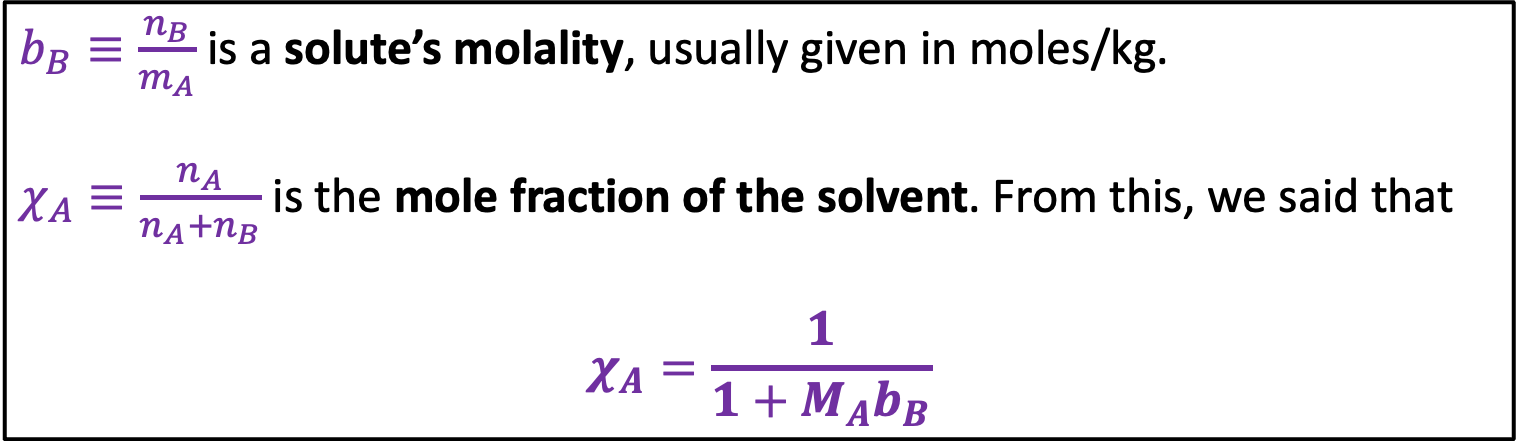 b_B ≡ n_B/m_A is a solute’s molality, usually given in moles/kg.
χ_A ≡ n_A/(n_A+n_B) is the mole fraction of the solvent. From this, we said that
χ_A = 1/(1 + M_A b_B)